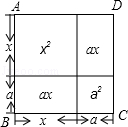 A D
x x² ax
a ax a²
B x a C